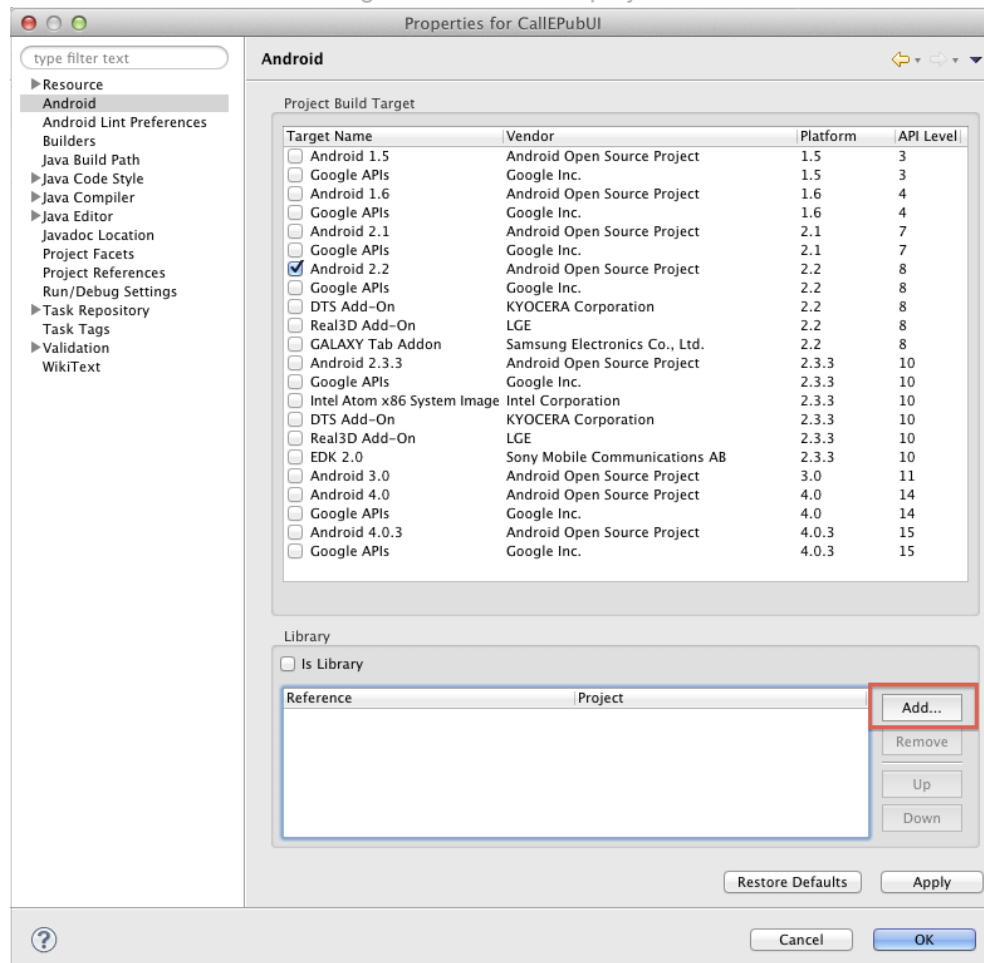 Properties for CallEPubUI
type filter text
Android
Resource
Android
Android Lint Preferences
Builders
Java Build Path
Java Code Style
Java Compiler
Java Editor
Javadoc Location
Project Facets
Project References
Run/Debug Settings
Task Repository
Task Tags
Validation
WikiText
Project Build Target
Target Name Vendor Platform API Level
Android 1.5 Android Open Source Project 1.5 3
Google APIs Google Inc. 1.5 3
Android 1.6 Android Open Source Project 1.6 4
Google APIs Google Inc. 1.6 4
Android 2.1 Android Open Source Project 2.1 7
Google APIs Google Inc. 2.1 7
Android 2.2 Android Open Source Project 2.2 8
Google APIs Google Inc. 2.2 8
DTS Add-On KYOCERA Corporation 2.2 8
Real3D Add-On LGE 2.2 8
GALAXY Tab Addon Samsung Electronics Co., Ltd. 2.2 8
Android 2.3.3 Android Open Source Project 2.3.3 10
Google APIs Google Inc. 2.3.3 10
Intel Atom x86 System Image Intel Corporation 2.3.3 10
DTS Add-On KYOCERA Corporation 2.3.3 10
Real3D Add-On LGE 2.3.3 10
EDK 2.0 Sony Mobile Communications AB 2.3.3 10
Android 3.0 Android Open Source Project 3.0 11
Android 4.0 Android Open Source Project 4.0 14
Google APIs Google Inc. 4.0 14
Android 4.0.3 Android Open Source Project 4.0.3 15
Google APIs Google Inc. 4.0.3 15
Library
Is Library
Reference Project
Add...
Remove
Up
Down
Restore Defaults Apply
? Cancel OK